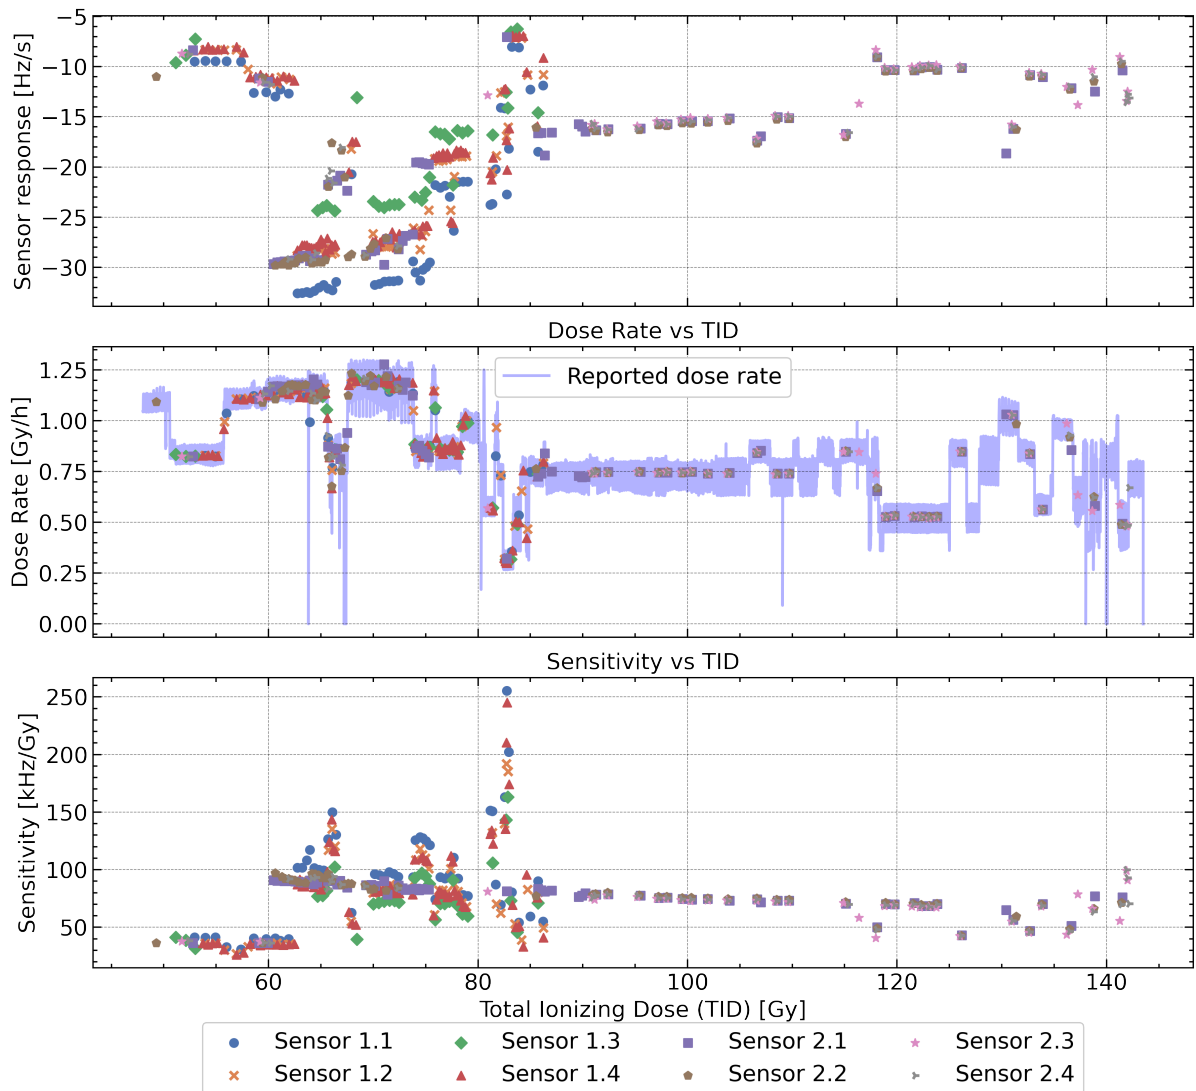 −5
−10
−15
−20
−25
−30
Sensor response [Hz/s]
Dose Rate vs TID
Reported dose rate
1.25
1.00
0.75
0.50
0.25
0.00
Dose Rate [Gy/h]
Sensitivity vs TID
250
200
150
100
50
Sensitivity [kHz/Gy]
60 80 100 120 140
Total Ionizing Dose (TID) [Gy]
Sensor 1.1 Sensor 1.3 Sensor 2.1 Sensor 2.3
Sensor 1.2 Sensor 1.4 Sensor 2.2 Sensor 2.4